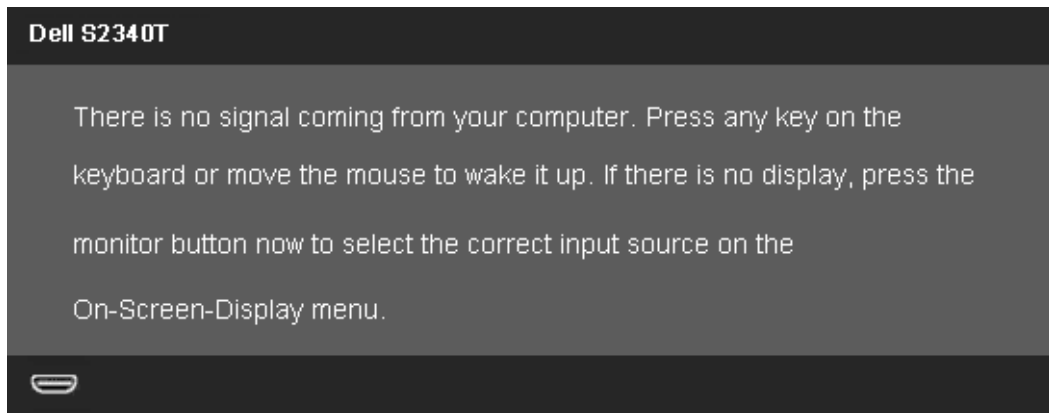 Dell S2340T
There is no signal coming from your computer. Press any key on the
keyboard or move the mouse to wake it up. If there is no display, press the
monitor button now to select the correct input source on the
On-Screen-Display menu.